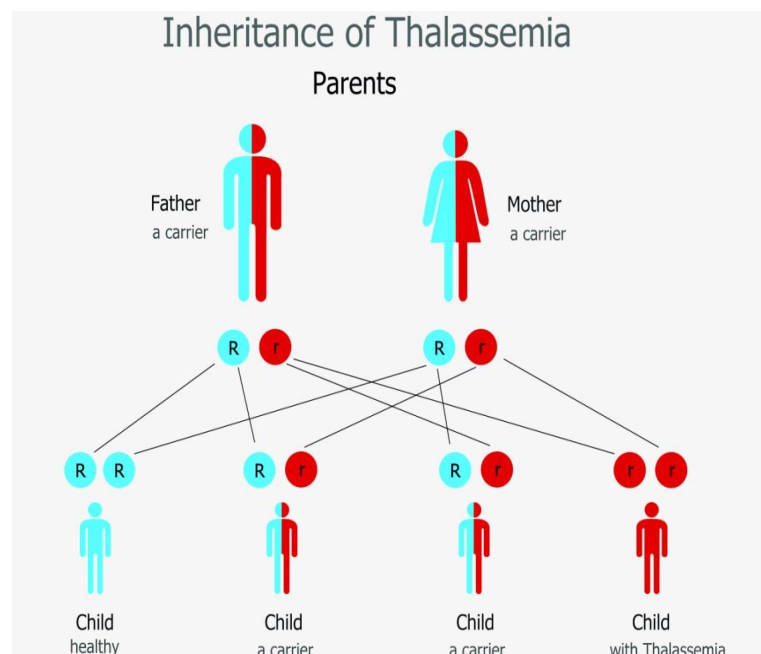 Inheritance of Thalassemia
Parents
Father
a carrier
Mother
a carrier
R r R r
R R R r R r r r
Child
healthy
Child
a carrier
Child
a carrier
Child
with Thalassemia